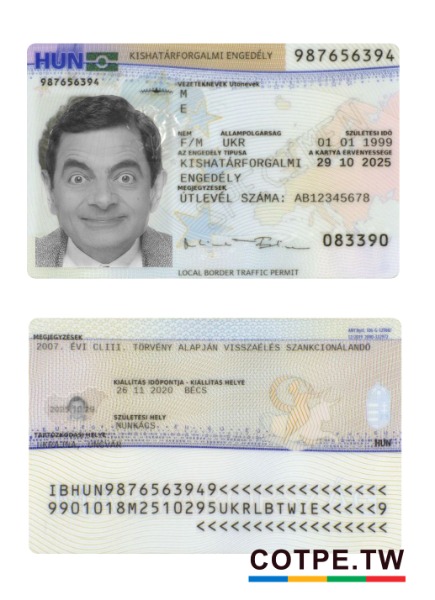 HUN KISHATÁRFORGALMI ENGEDÉLY 987656394
987656394
VEZETÉKNEVEK Utónevek
M
E
NEM ÁLLAMPOLGÁRSÁG SZÜLETÉSI IDŐ
F/M UKR 01 01 1999
AZ ENGEDÉLY TÍPUSA A KÁRTYA ÉRVÉNYESSÉGE
KISHATÁRFORGALMI 29 10 2025
ENGEDÉLY
MEGJEGYZÉSEK
ÚTLEVÉL SZÁMA: AB12345678
083390
LOCAL BORDER TRAFFIC PERMIT
MEGJEGYZÉSEK
2007. ÉVI CLIII. TÖRVÉNY ALAPJÁN VISSZAÉLÉS SZANKCIONÁLANDÓ
KIÁLLÍTÁS IDŐPONTJA - KIÁLLÍTÁS HELYE
26 11 2020 BÉCS
SZÜLETÉSI HELY
MUNKÁCS
TARTÓZKODÁSI HELYE
UKRAJNA, UNGVÁR
HUN
IBHUN9876563949<<<<<<<<<<<<<<<
9901018M2510295UKRLBTWIE<<<<<9
<<<<<<<<<<<<<<<<<
COTPE.TW